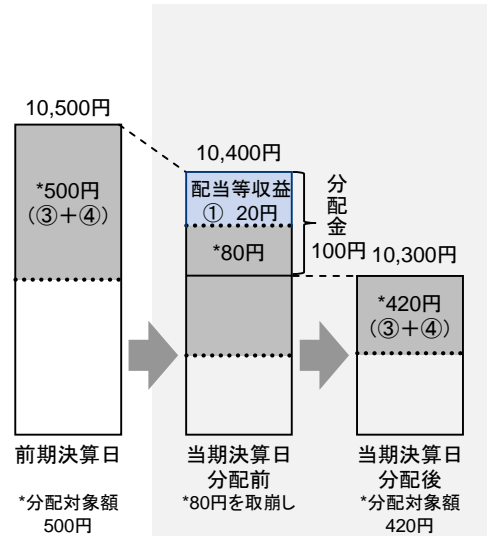 10,500円
*500円
(③+④)
前期決算日
*分配対象額
500円
10,400円
配当等収益
① 20円
*80円
分配金
100円
当期決算日
分配前
*80円を取崩し
10,300円
*420円
(③+④)
当期決算日
分配後
*分配対象額
420円